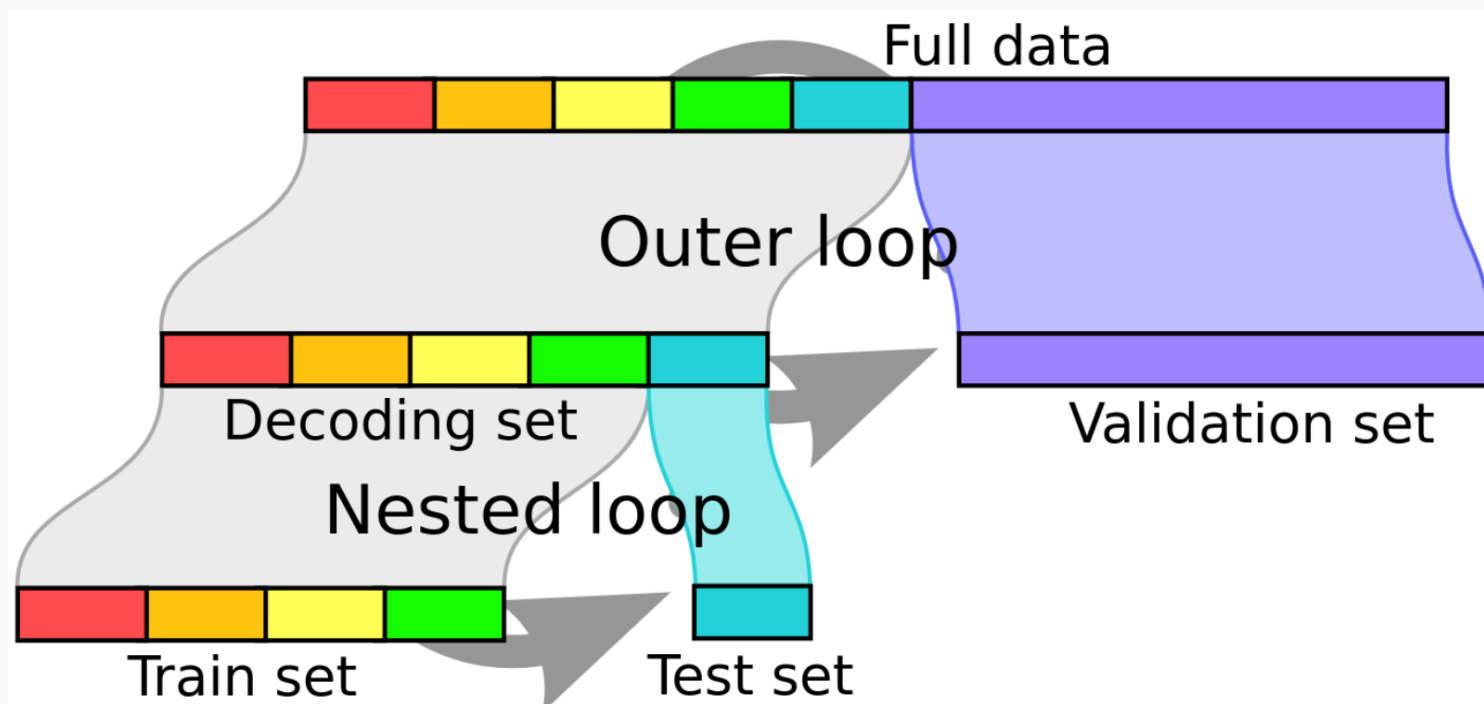 Full data
Outer loop
Decoding set
Validation set
Nested loop
Train set
Test set